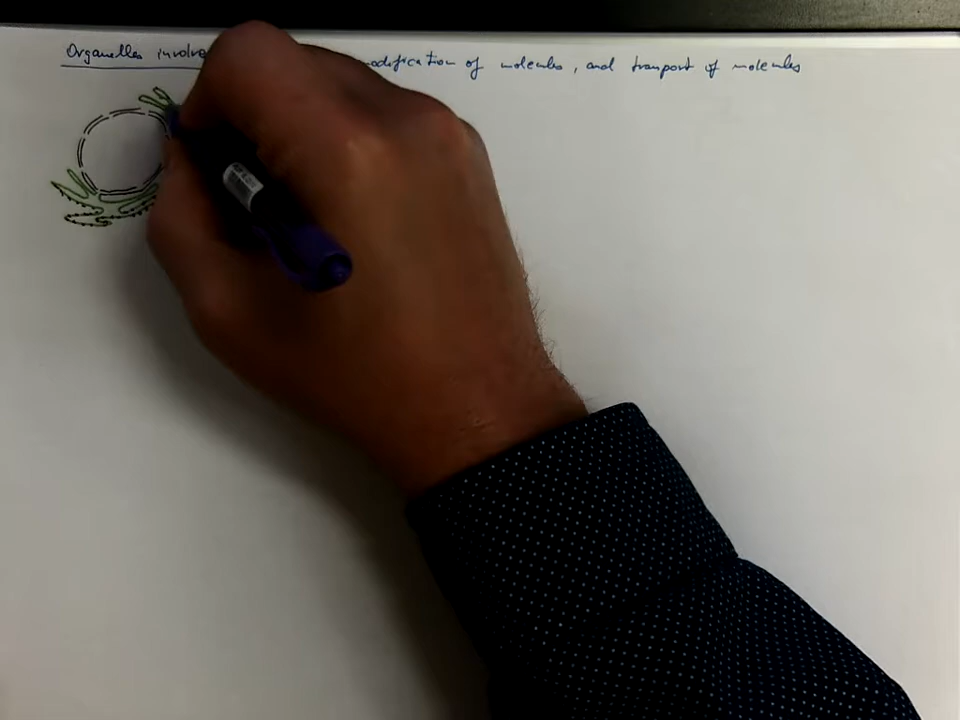 Organelles involve modification of molecules, and transport of molecules